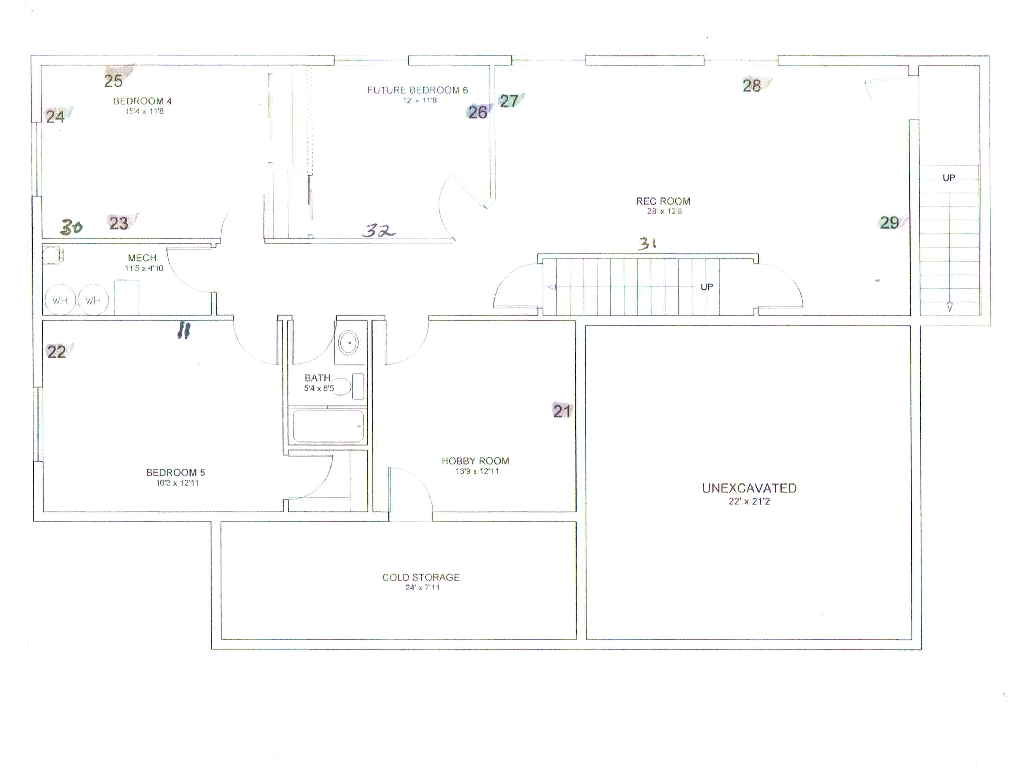 25
BEDROOM 4
15'4 x 11'8
24
FUTURE BEDROOM 6
12' x 11'8
26
27
28
UP
REC ROOM
28' x 12'8
30
23
32
31
29
MECH
11'5 x 4'10
WH
WH
UP
11
22
BATH
5'4 x 8'5
21
BEDROOM 5
16'3 x 12'11
HOBBY ROOM
13'9 x 12'11
UNEXCAVATED
22' x 21'2
COLD STORAGE
24' x 7'11